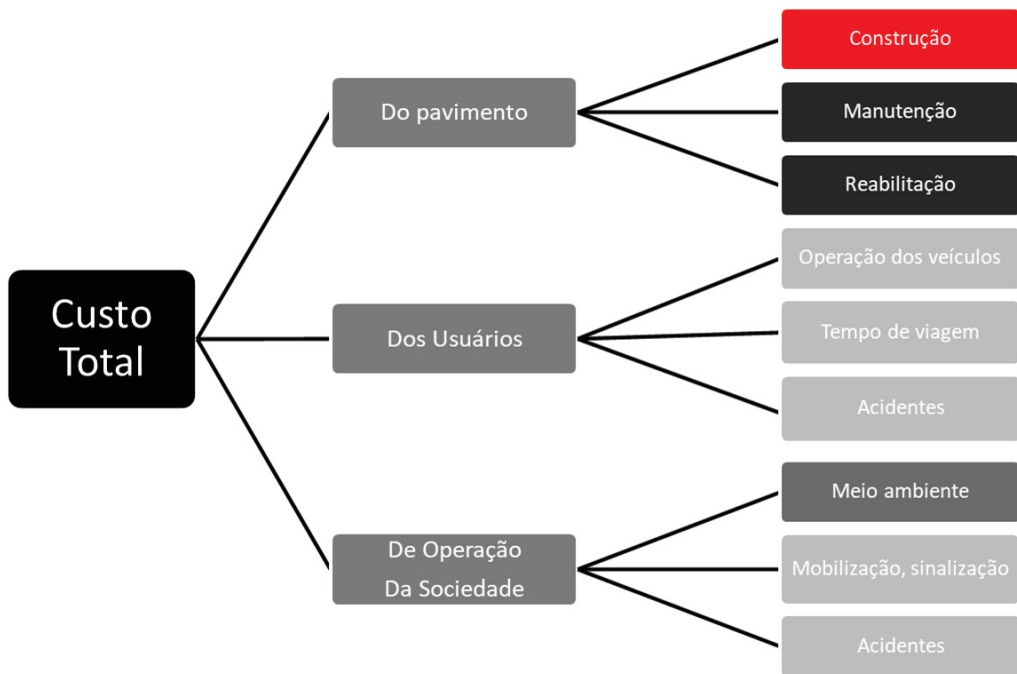 Custo
Total
Do pavimento
Construção
Manutenção
Reabilitação
Dos Usuários
Operação dos veículos
Tempo de viagem
Acidentes
De Operação
Da Sociedade
Meio ambiente
Mobilização, sinalização
Acidentes